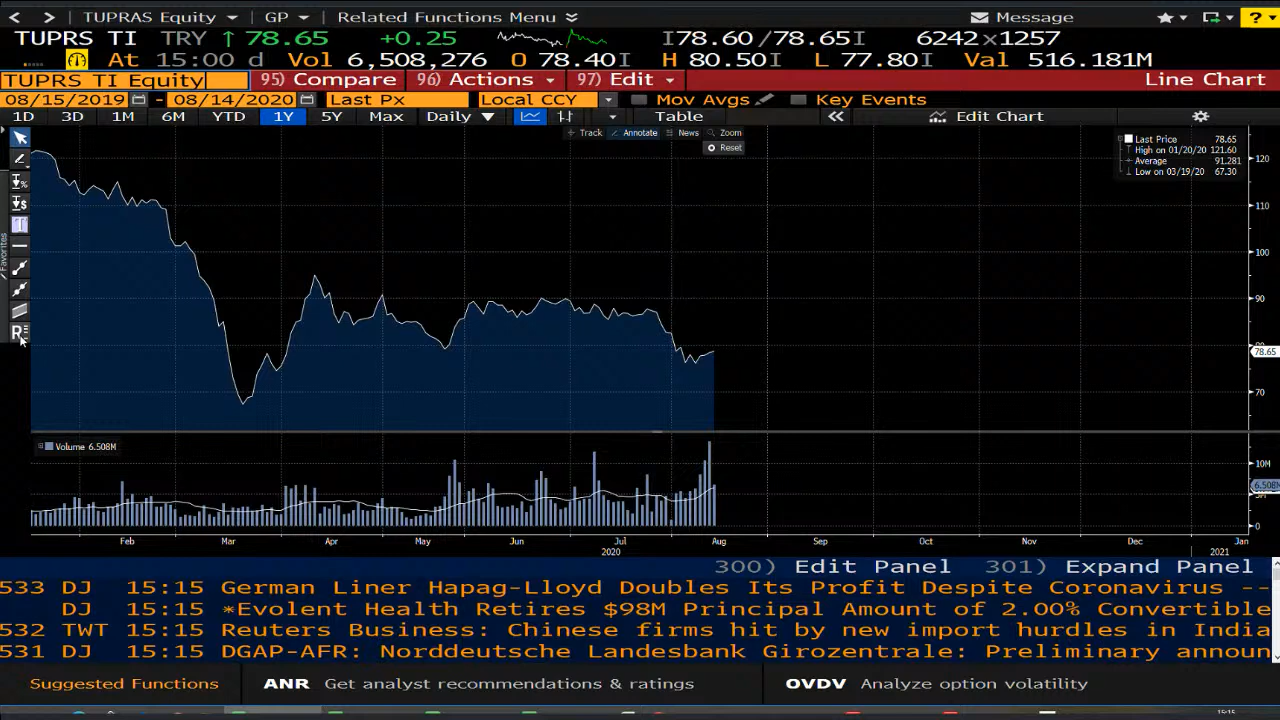 TUPRAS Equity GP Related Functions Menu Message ?
TUPRS TI TRY 78.65 +0.25 I78.60/78.65I 6242x1257
At 15:00 d Vol 6,508,276 O 78.40I H 80.50I L 77.80I Val 516.181M
TUPRS TI Equity 95) Compare 96) Actions 97) Edit Line Chart
08/15/2019 - 08/14/2020 Last Px Local CCY Mov Avgs Key Events
1D 3D 1M 6M YTD 1Y 5Y Max Daily Table Edit Chart
Track Annotate News Zoom
Reset
Last Price 78.65
High on 01/20/20 121.60
Average 91.281
Low on 03/19/20 67.30
120
110
100
90
80
78.65
70
Favorites
Volume 6.508M
10M
6.508M
0
Feb Mar Apr May Jun Jul Aug Sep Oct Nov Dec Jan
2020 2021
300) Edit Panel 301) Expand Panel
533 DJ 15:15 German Liner Hapag-Lloyd Doubles Its Profit Despite Coronavirus --
DJ 15:15 *Evolent Health Retires $98M Principal Amount of 2.00% Convertible
532 TWT 15:15 Reuters Business: Chinese firms hit by new import hurdles in India
531 DJ 15:15 DGAP-AFR: Norddeutsche Landesbank Girozentrale: Preliminary announ
Suggested Functions ANR Get analyst recommendations & ratings OVDV Analyze option volatility
15:15